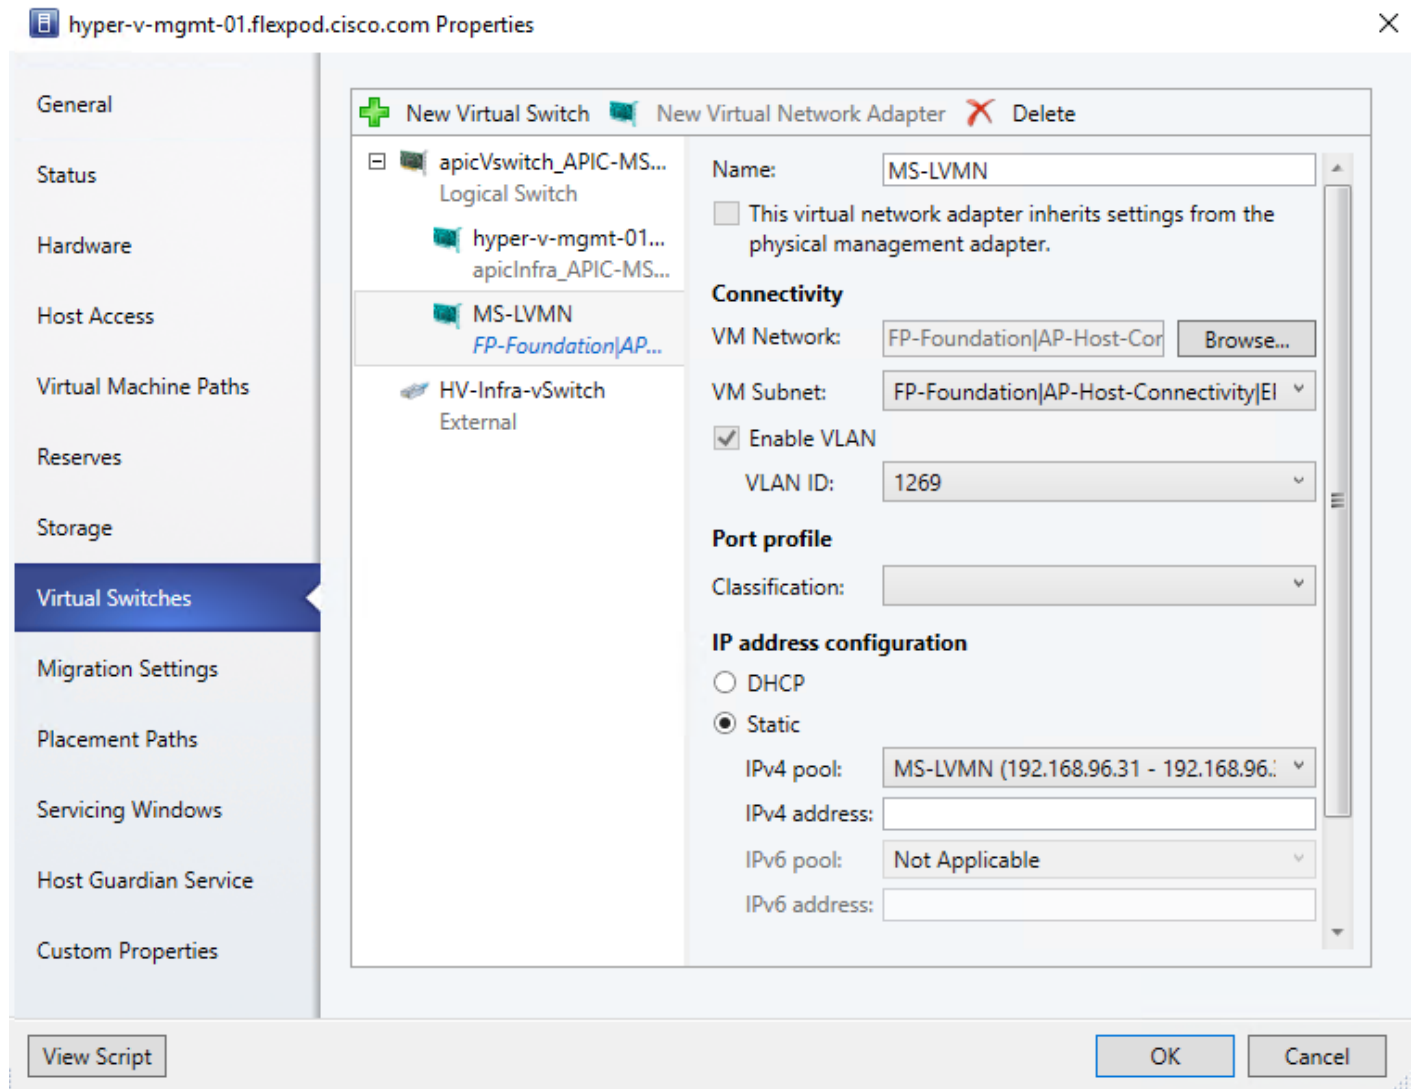 hyper-v-mgmt-01.flexpod.cisco.com Properties
General
Status
Hardware
Host Access
Virtual Machine Paths
Reserves
Storage
Virtual Switches
Migration Settings
Placement Paths
Servicing Windows
Host Guardian Service
Custom Properties
New Virtual Switch New Virtual Network Adapter Delete
apicVswitch_APIC-MS...
Logical Switch
hyper-v-mgmt-01...
apicInfra_APIC-MS...
MS-LVMN
FP-Foundation|AP...
HV-Infra-vSwitch
External
Name: MS-LVMN
This virtual network adapter inherits settings from the
physical management adapter.
Connectivity
VM Network: FP-Foundation|AP-Host-Cor Browse...
VM Subnet: FP-Foundation|AP-Host-Connectivity|EI
Enable VLAN
VLAN ID: 1269
Port profile
Classification:
IP address configuration
DHCP
Static
IPv4 pool: MS-LVMN (192.168.96.31 - 192.168.96.:
IPv4 address:
IPv6 pool: Not Applicable
IPv6 address:
View Script OK Cancel